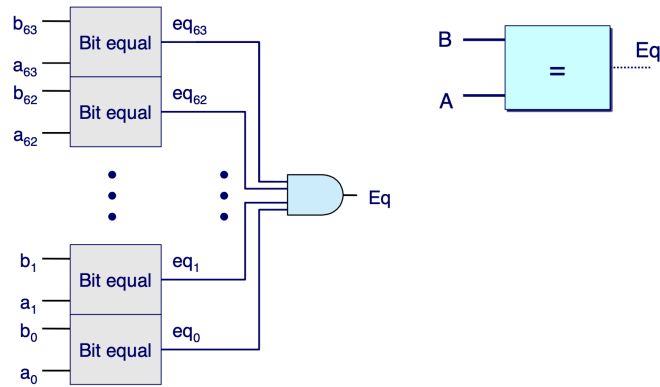 b₆₃
Bit equal
eq₆₃
a₆₃
b₆₂
Bit equal
eq₆₂
a₆₂
Eq
b₁
Bit equal
eq₁
a₁
b₀
Bit equal
eq₀
a₀
B
=
Eq
A